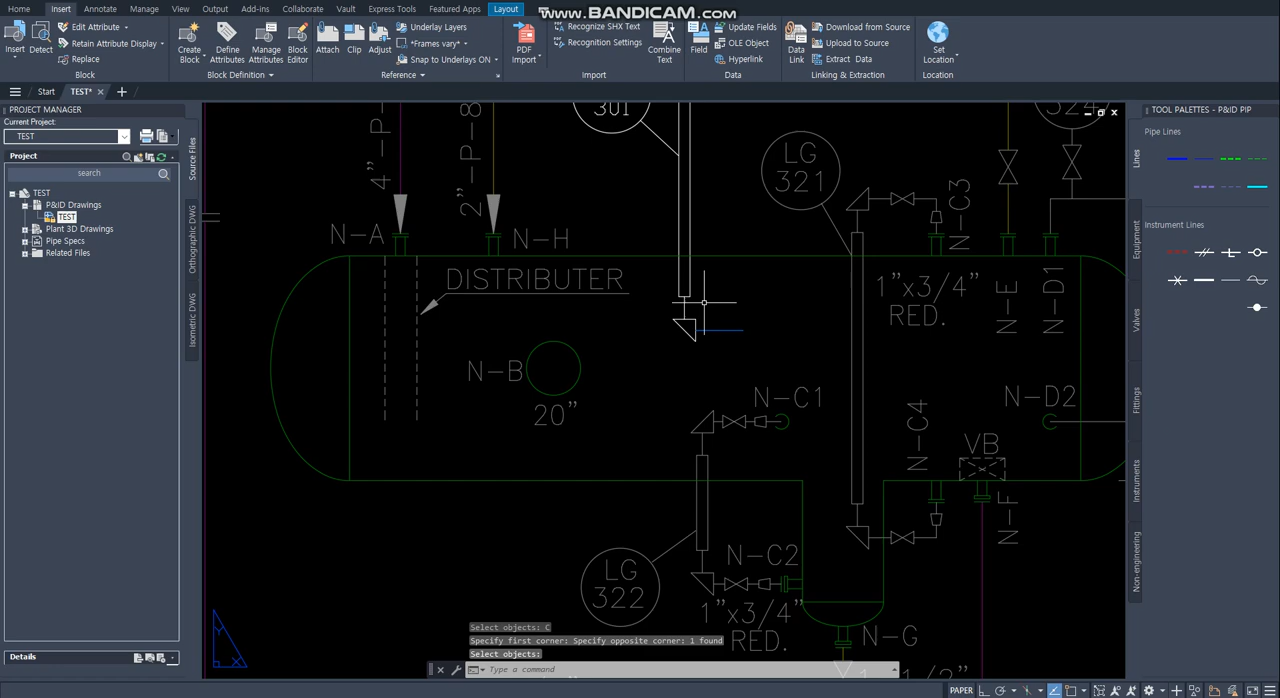 www.BANDICAM.com
Home Insert Annotate Manage View Output Add-ins Collaborate Vault Express Tools Featured Apps Layout
Insert
Detect
Edit Attribute
Retain Attribute Display
Replace
Block
Create Block
Define Attributes
Manage Attributes
Block Editor
Block Definition
Attach
Clip
Adjust
Underlay Layers
*Frames vary*
Snap to Underlays ON
Reference
PDF Import
Recognize SHX Text
Recognition Settings
Combine Text
Import
Field
Update Fields
OLE Object
Hyperlink
Data
Data Link
Download from Source
Upload to Source
Extract Data
Linking & Extraction
Set Location
Location
Start TEST*
PROJECT MANAGER
Current Project:
TEST
Project
search
TEST
P&ID Drawings
TEST
Plant 3D Drawings
Pipe Specs
Related Files
Details
Source Files
Orthographic DWG
Isometric DWG
4"-P-
2"-P-8
301
N-A
N-H
DISTRIBUTER
N-B
20"
LG
321
N-C3
1"x3/4"
RED.
N-E
N-D1
324
N-C1
N-D2
N-C4
VB
N-F
LG
322
N-C2
1"x3/4"
RED.
N-G
Select objects: C
Specify first corner: Specify opposite corner: 1 found
Select objects:
Type a command
TOOL PALETTES - P&ID PIP
Pipe Lines
Instrument Lines
Lines
Equipment
Valves
Fittings
Instruments
Non-engineering
PAPER